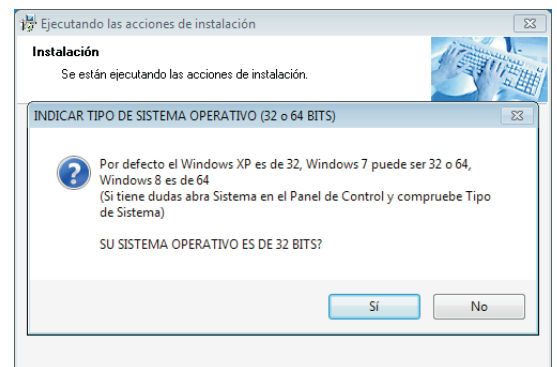 Ejecutando las acciones de instalación
Instalación
Se están ejecutando las acciones de instalación.
INDICAR TIPO DE SISTEMA OPERATIVO (32 o 64 BITS)
Por defecto el Windows XP es de 32, Windows 7 puede ser 32 o 64,
Windows 8 es de 64
(Si tiene dudas abra Sistema en el Panel de Control y compruebe Tipo
de Sistema)
SU SISTEMA OPERATIVO ES DE 32 BITS?
Sí
No